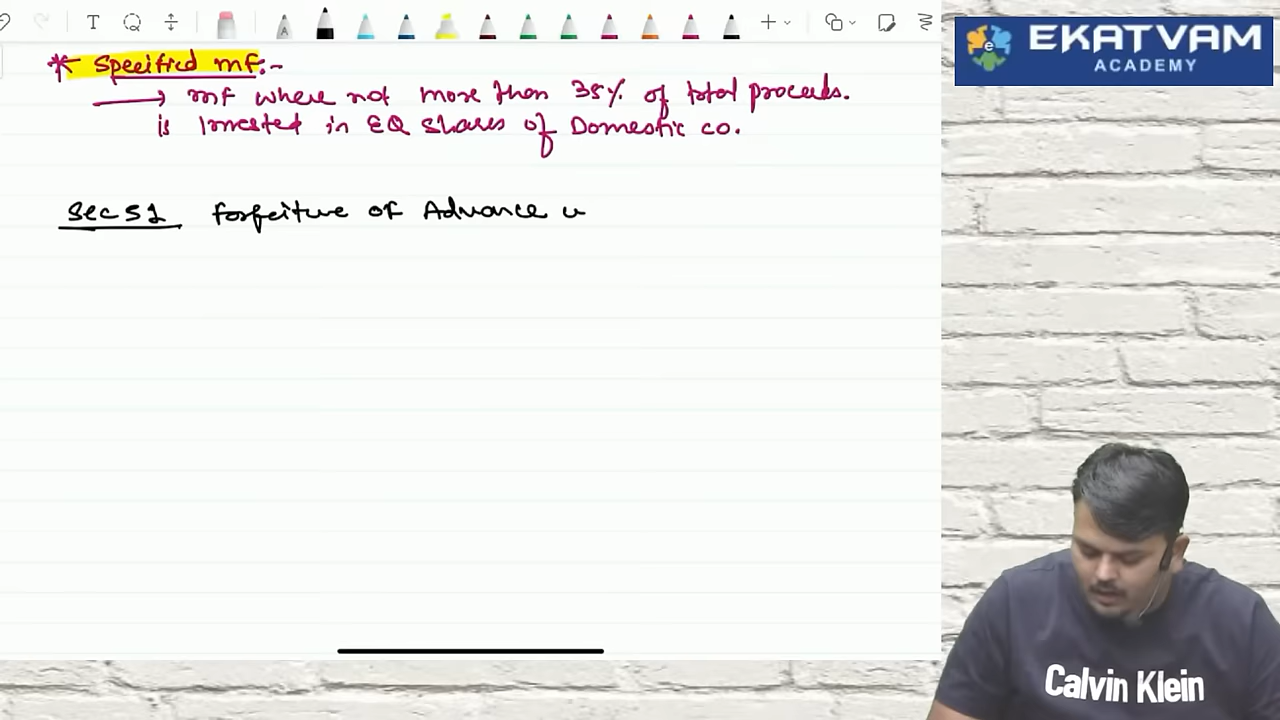 * Specified mf:-
→ mf where not more than 35% of total proceeds.
is Invested in EQ Shares of Domestic co.
Sec 51 forfeiture of Advance
EKATVAM
ACADEMY
Calvin Klein